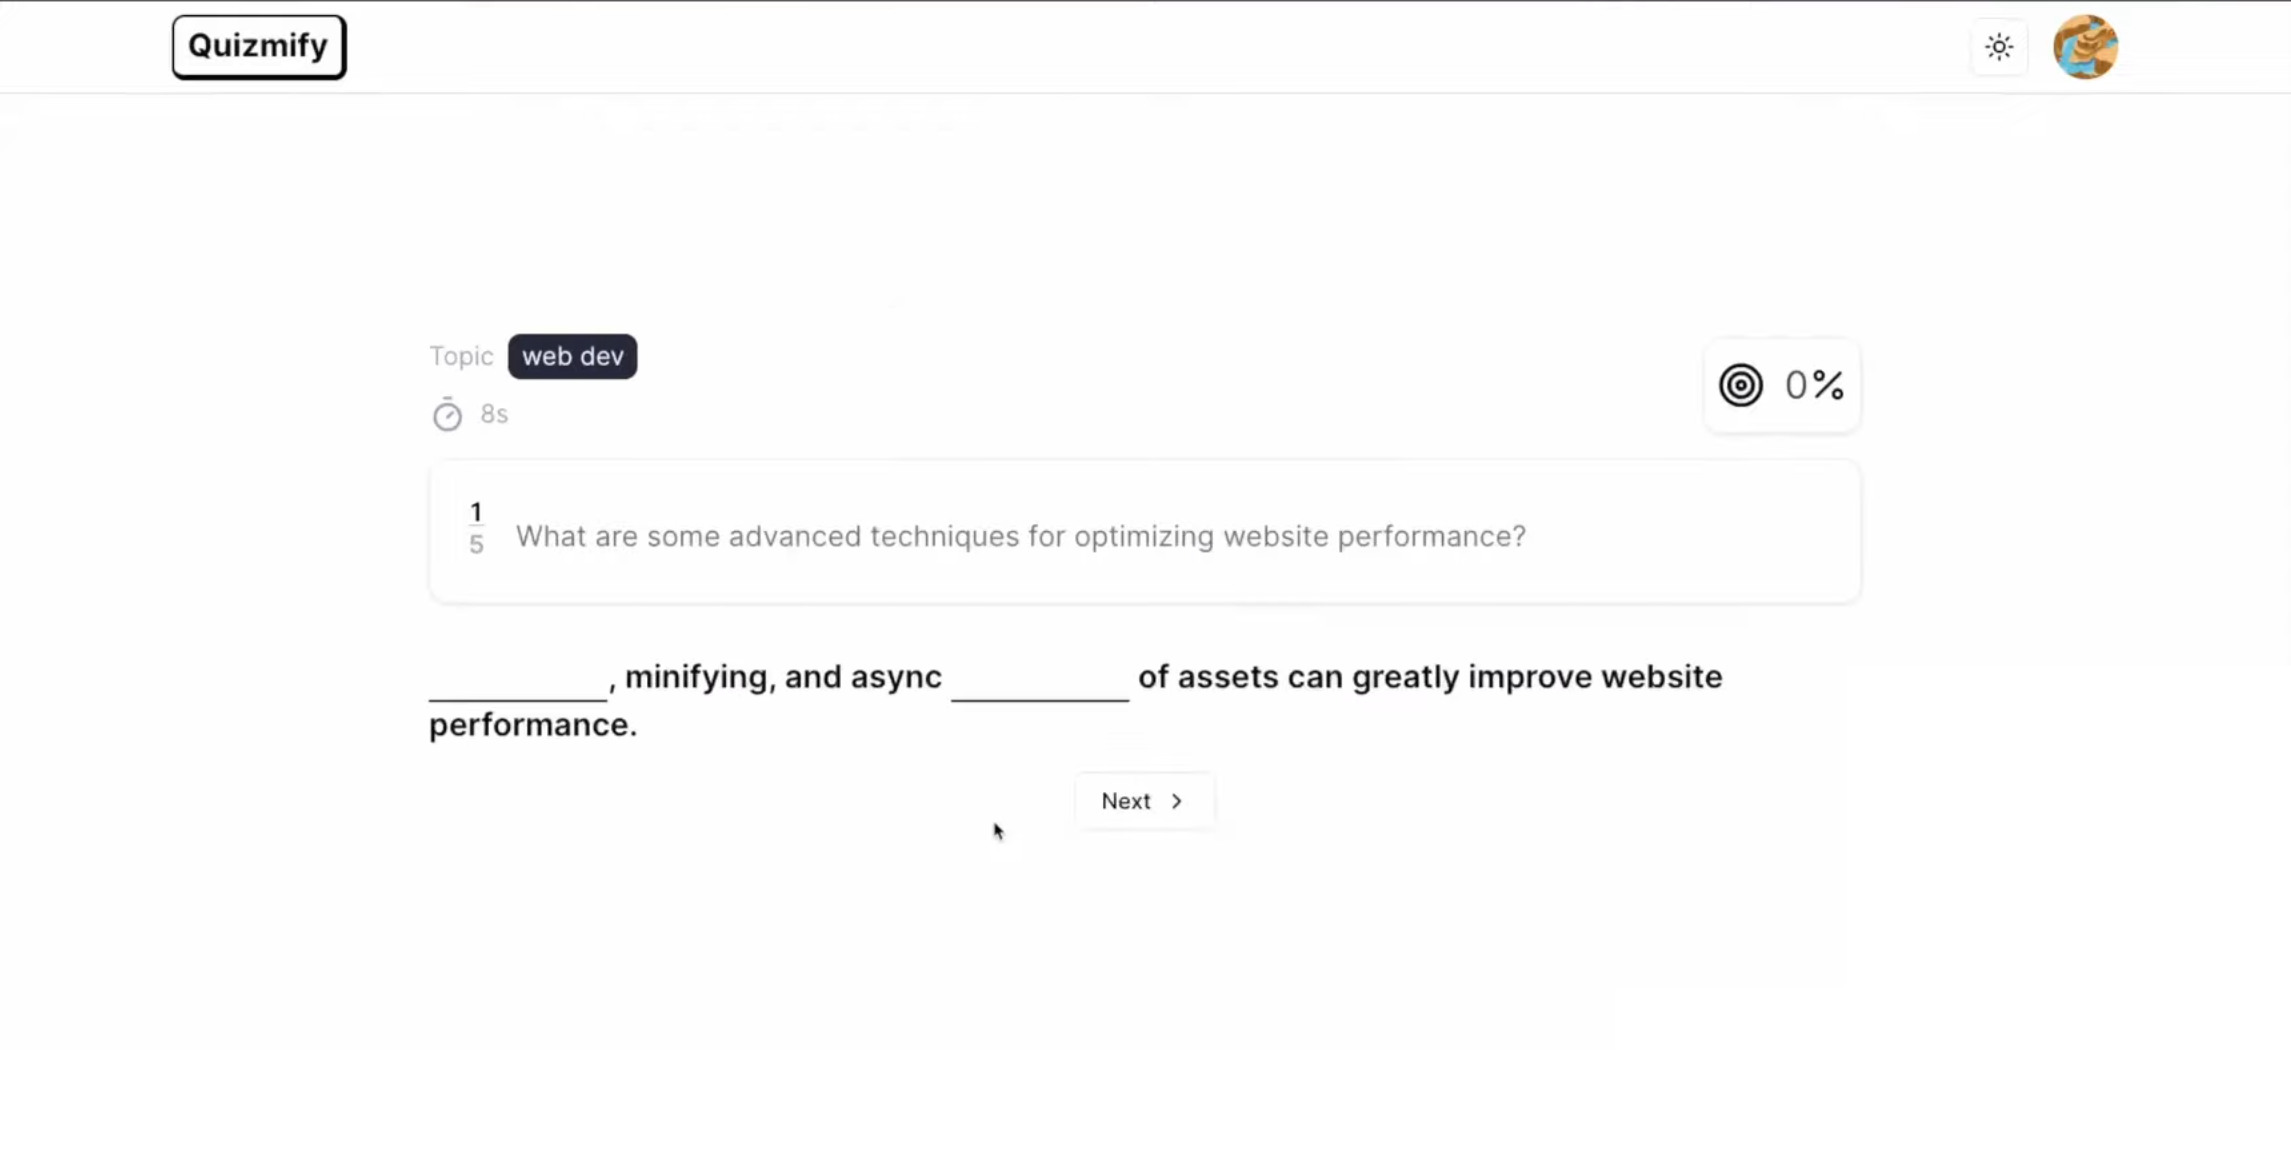 Quizmify
Topic web dev
8s
0%
1
5
What are some advanced techniques for optimizing website performance?
__________, minifying, and async __________ of assets can greatly improve website
performance.
Next